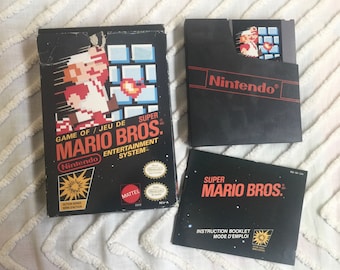 GAME OF / JEU DE
SUPER
MARIO BROS.
Nintendo
ENTERTAINMENT
SYSTEM
MATTEL
Nintendo
SUPER
MARIO BROS.
INSTRUCTION BOOKLET
MODE D'EMPLOI